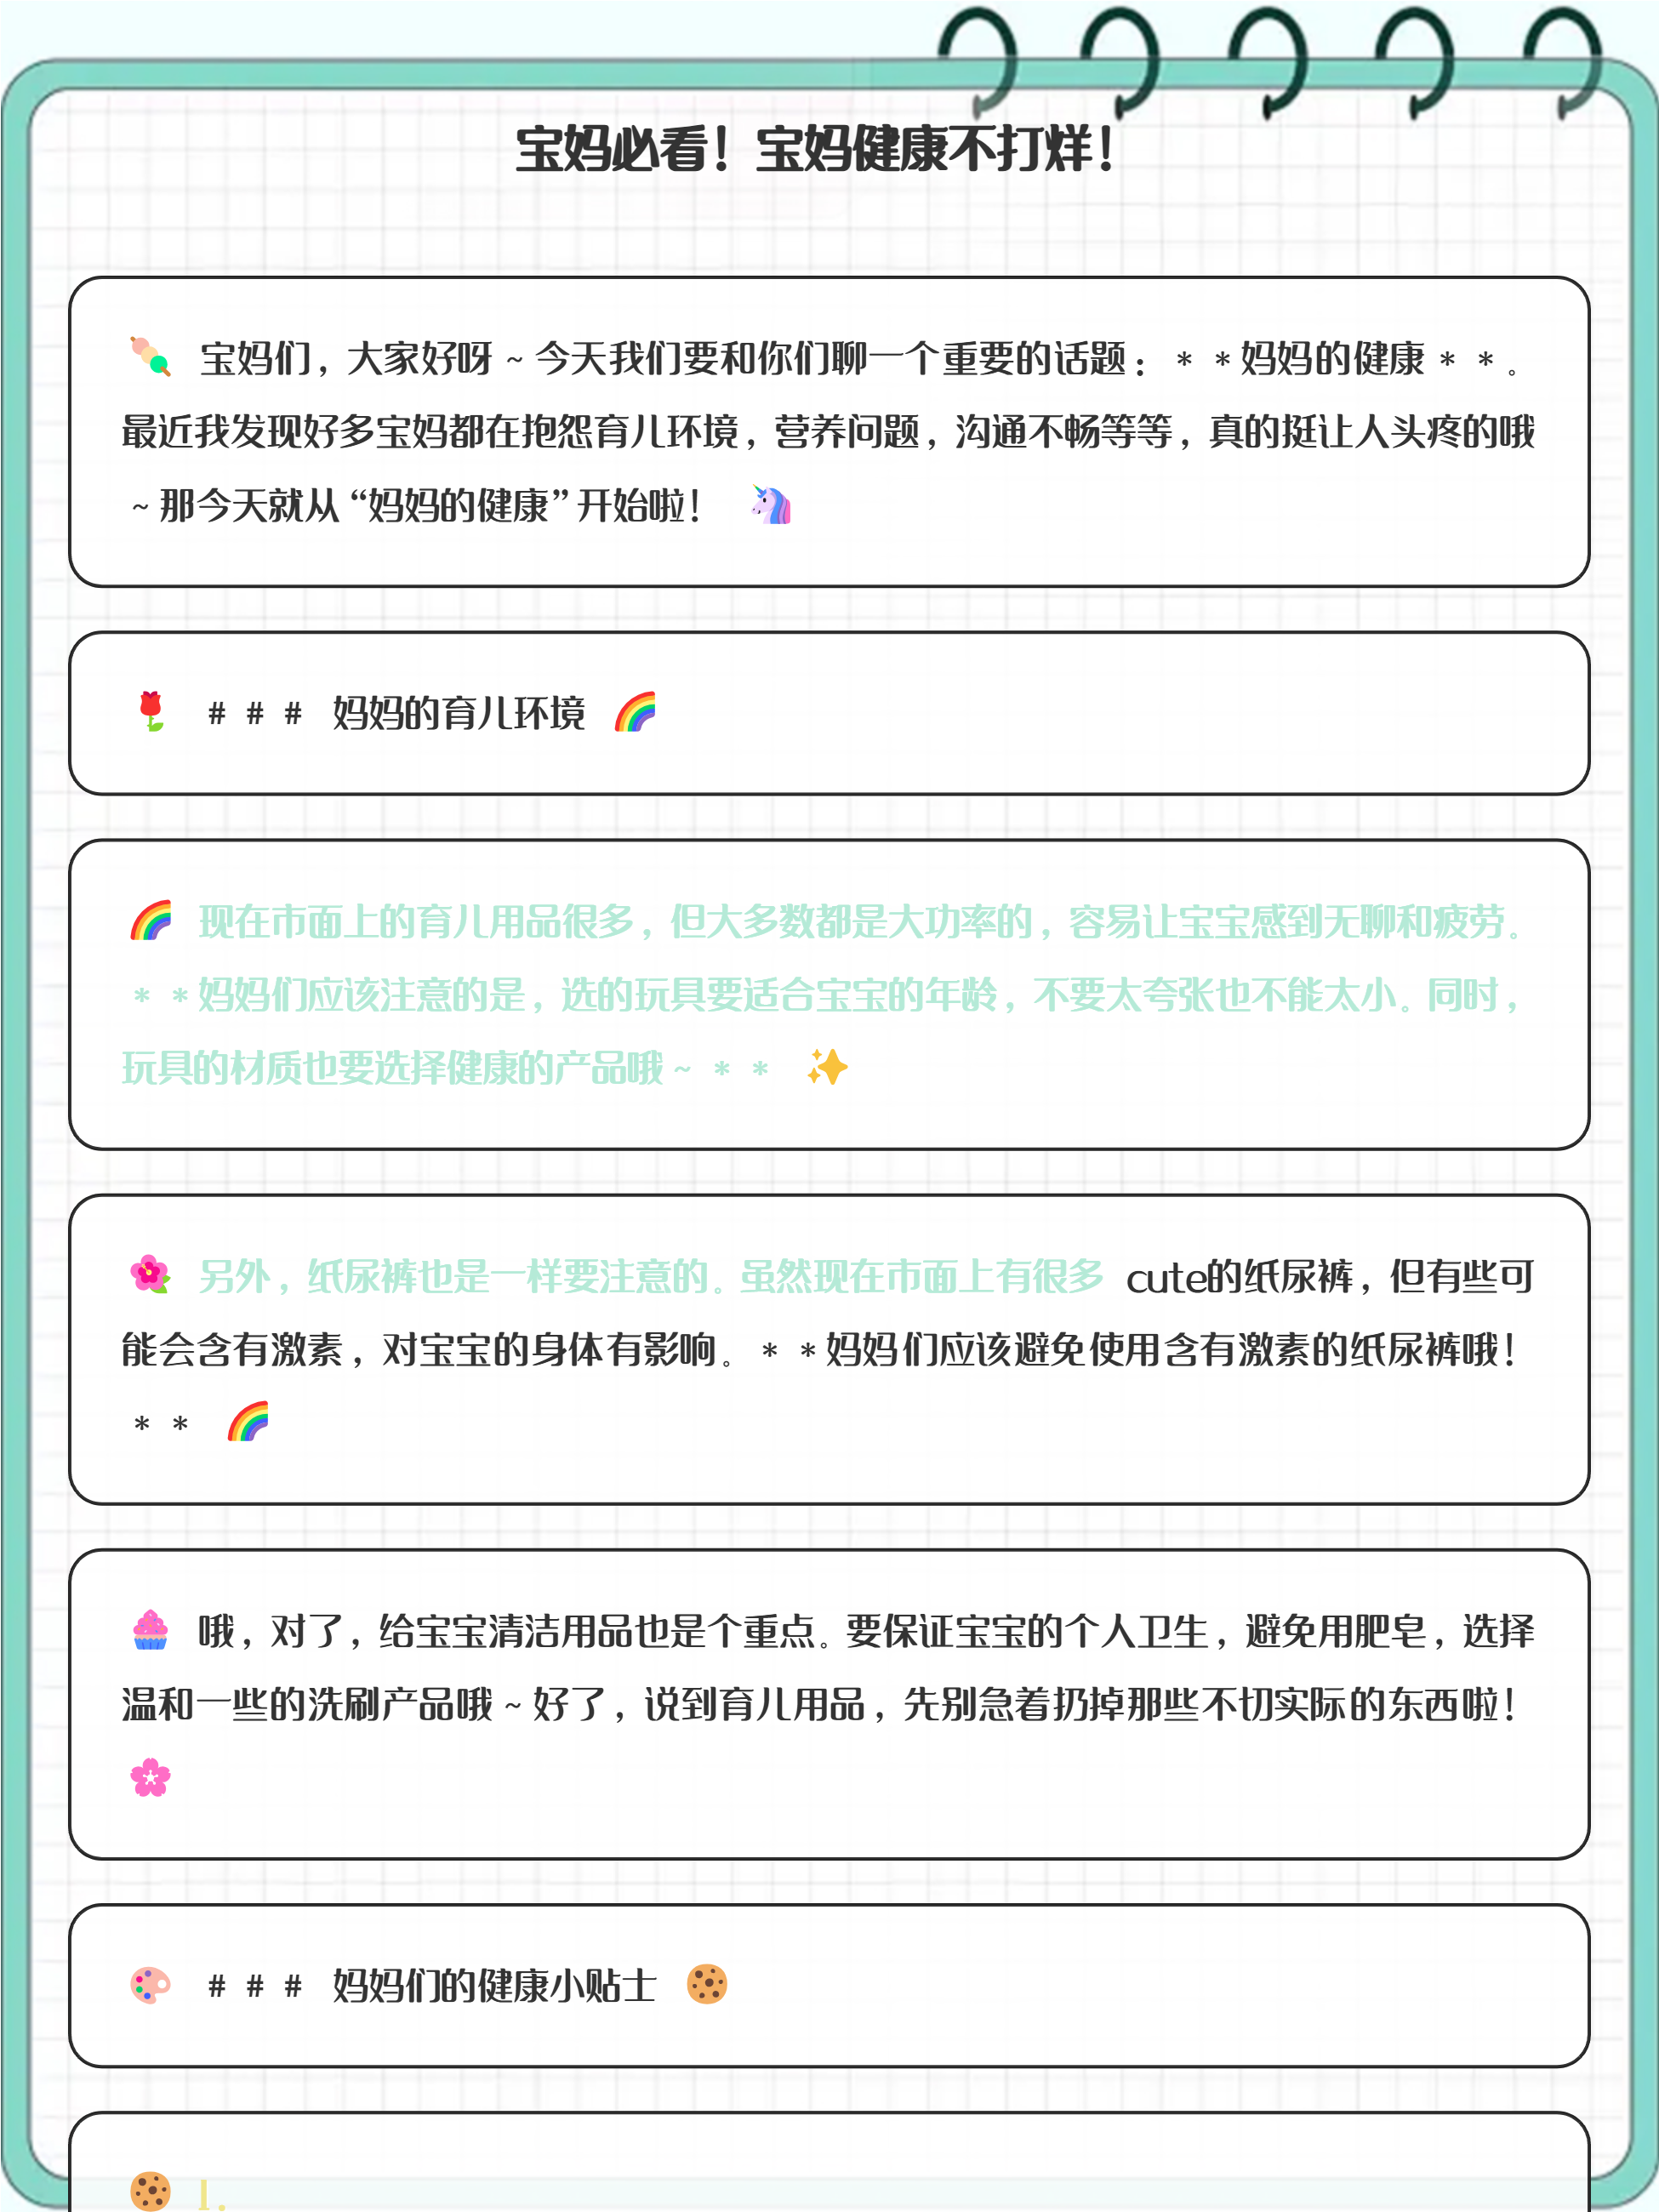 宝妈必看！宝妈健康不打烊！
🍡 宝妈们，大家好呀~今天我们要和你们聊一个重要的话题：**妈妈的健康**。
最近我发现好多宝妈都在抱怨育儿环境，营养问题，沟通不畅等等，真的挺让人头疼的哦
~那今天就从“妈妈的健康”开始啦！ 🦄
🌹 ### 妈妈的育儿环境 🌈
🌈 现在市面上的育儿用品很多，但大多数都是大功率的，容易让宝宝感到无聊和疲劳。
**妈妈们应该注意的是，选的玩具要适合宝宝的年龄，不要太夸张也不能太小。同时，
玩具的材质也要选择健康的产品哦~** ✨
🌺 另外，纸尿裤也是一样要注意的。虽然现在市面上有很多 cute的纸尿裤，但有些可
能会含有激素，对宝宝的身体有影响。**妈妈们应该避免使用含有激素的纸尿裤哦！
** 🌈
🧁 哦，对了，给宝宝清洁用品也是个重点。要保证宝宝的个人卫生，避免用肥皂，选择
温和一些的洗刷产品哦~好了，说到育儿用品，先别急着扔掉那些不切实际的东西啦！
🌸
🎨 ### 妈妈们的健康小贴士 🍪
🍪 1.